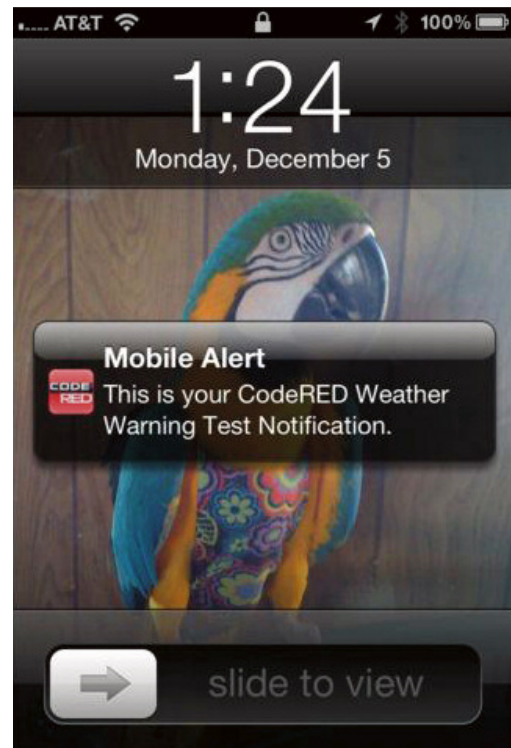 AT&T 100%
1:24
Monday, December 5
Mobile Alert
CODE
RED
This is your CodeRED Weather
Warning Test Notification.
slide to view